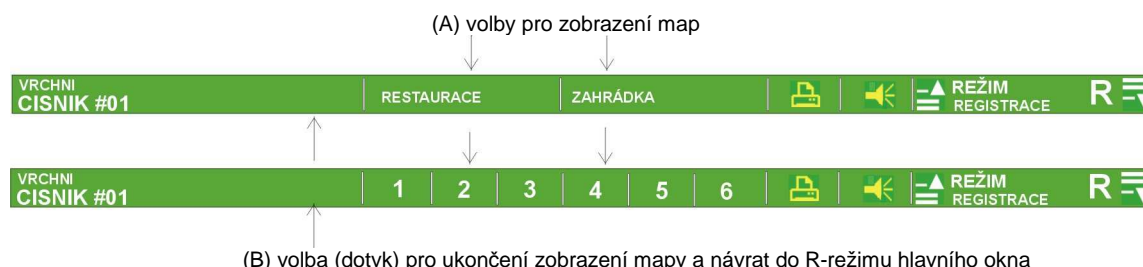 (A) volby pro zobrazení map
VRCHNI
CISNIK #01
RESTAURACE
ZAHRÁDKA
REŽIM
REGISTRACE
R
VRCHNI
CISNIK #01
1 2 3 4 5 6
REŽIM
REGISTRACE
R
(B) volba (dotyk) pro ukončení zobrazení mapy a návrat do R-režimu hlavního okna